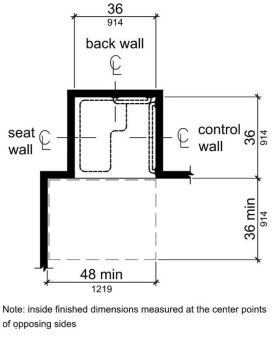 36
914
back wall
℄
seat
wall
℄
℄
control
wall
36
914
36 min
914
48 min
1219
Note: inside finished dimensions measured at the center points
of opposing sides